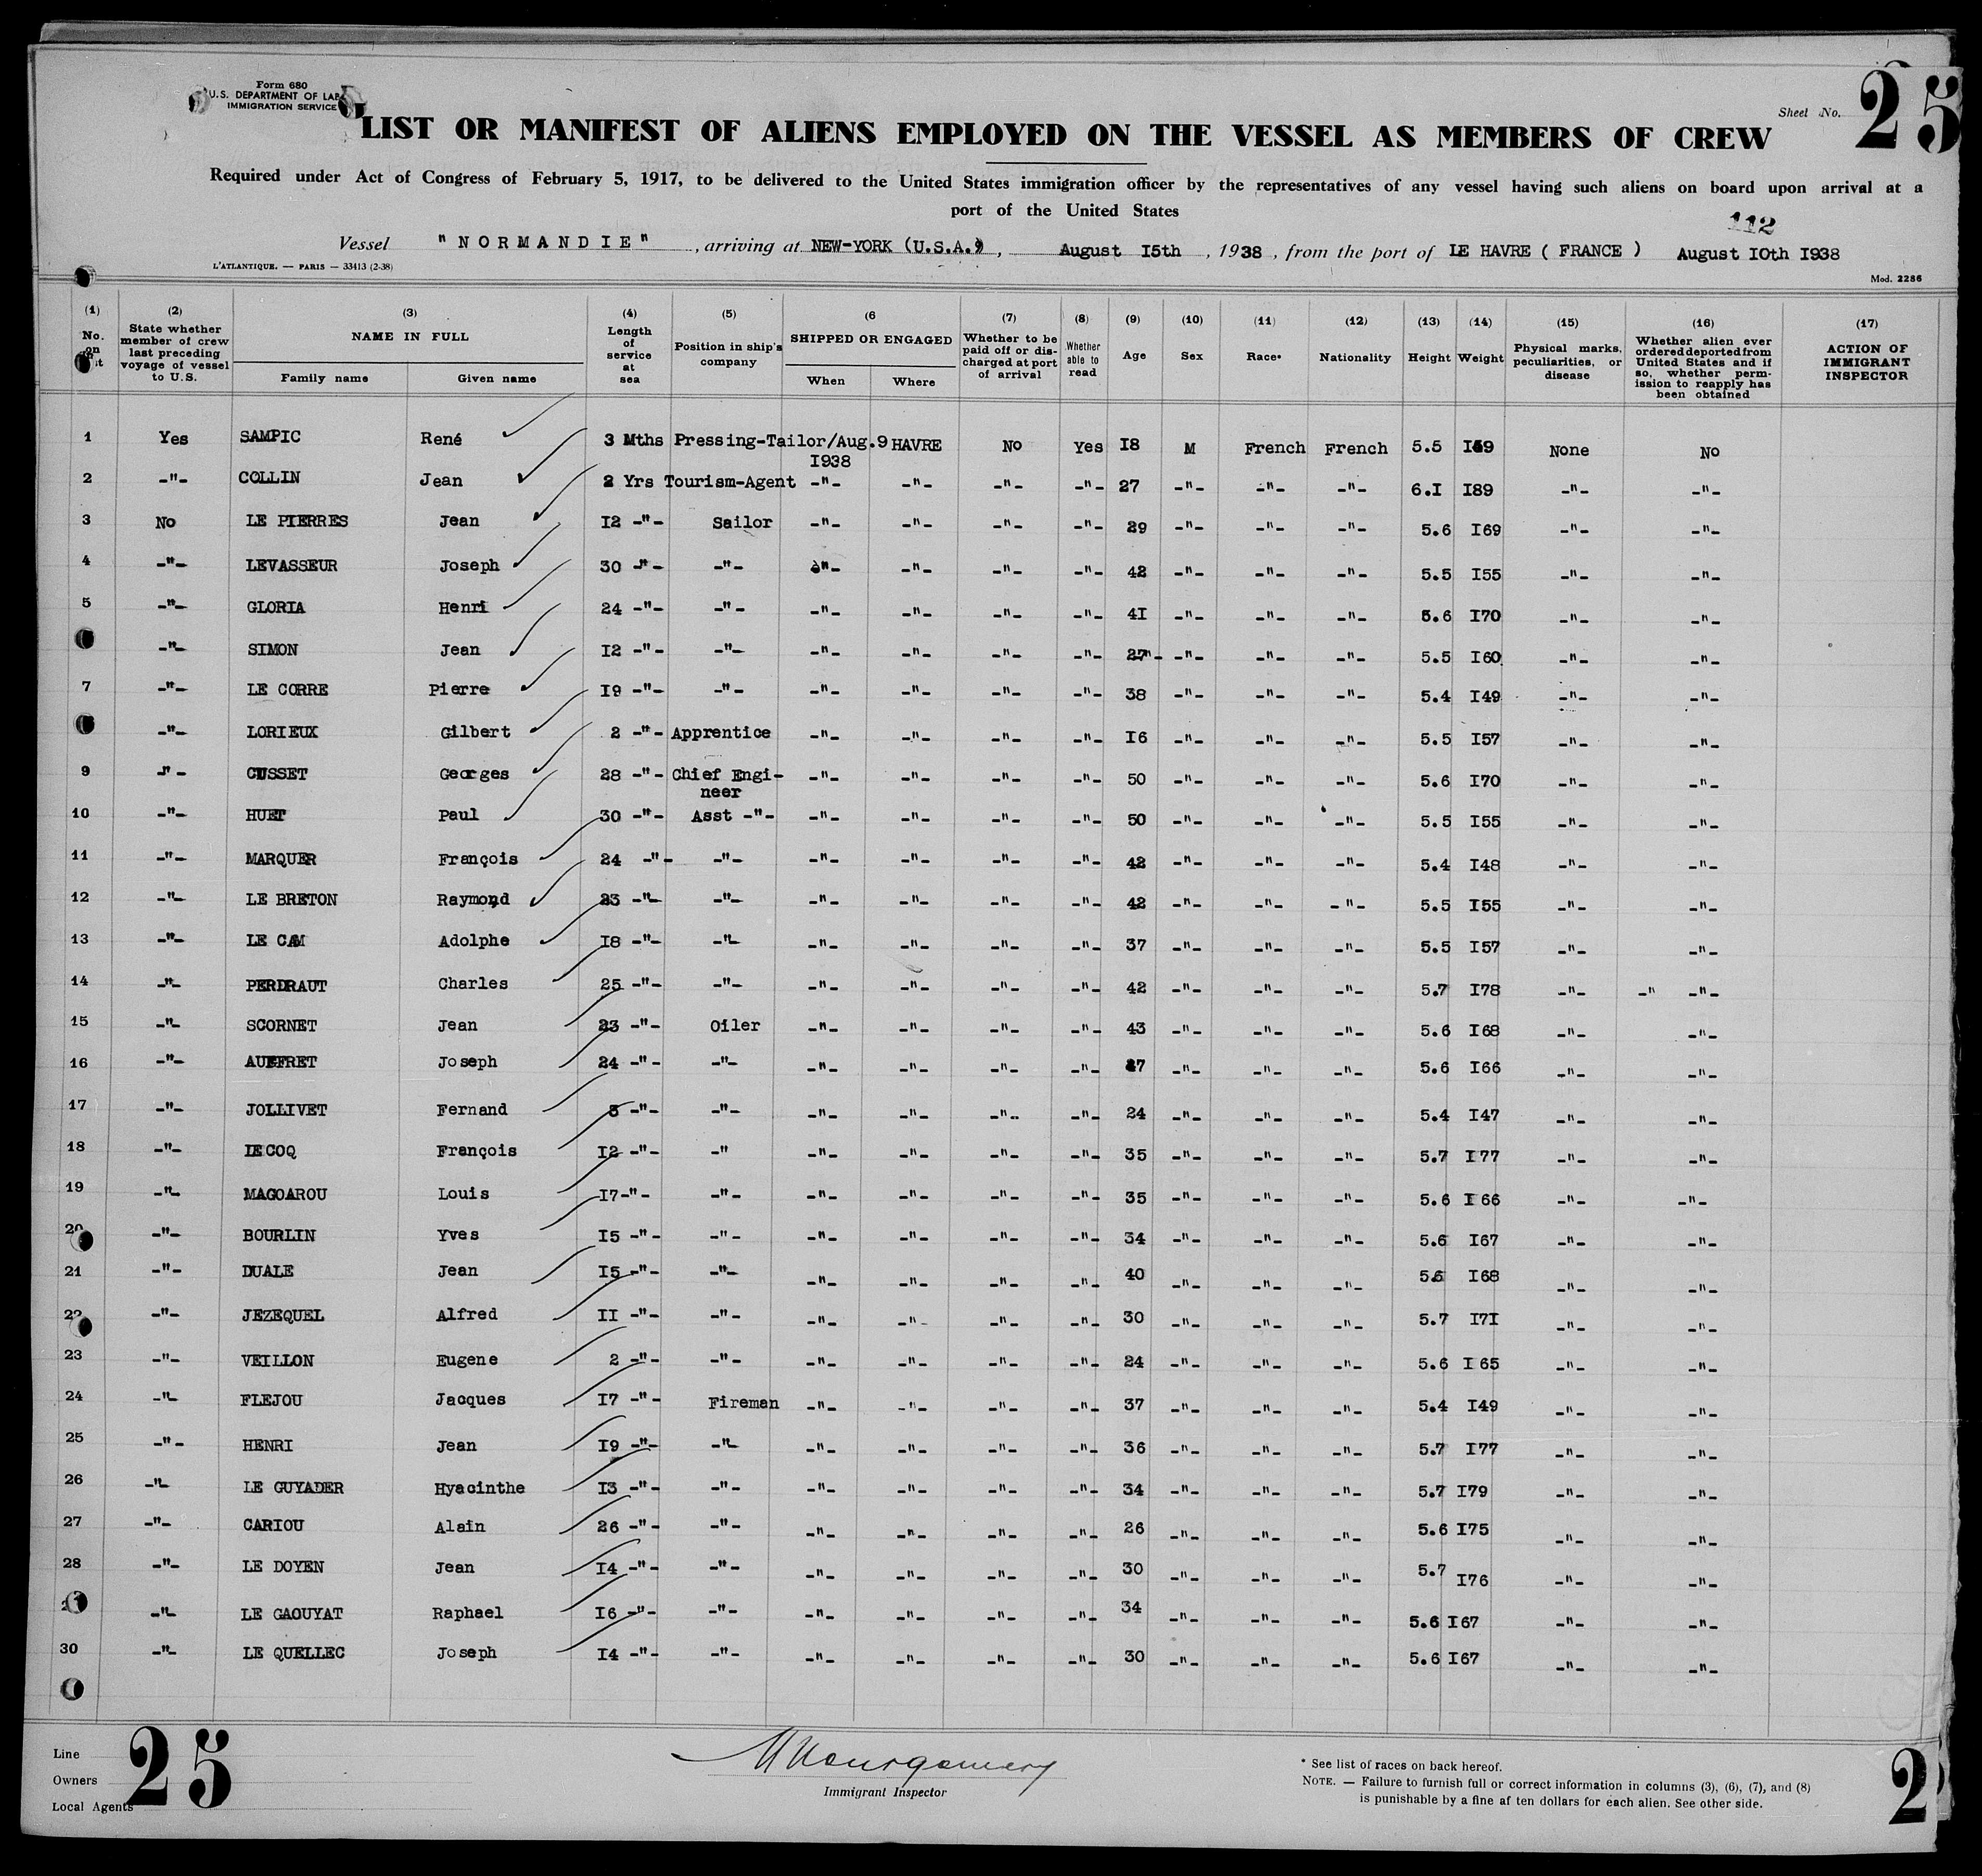 Form 680
U.S. DEPARTMENT OF
IMMIGRATION SERVICE
Sheet No. 25
LIST OR MANIFEST OF ALIENS EMPLOYED ON THE VESSEL AS MEMBERS OF CREW
Required under Act of Congress of February 5, 1917, to be delivered to the United States immigration officer by the representatives of any vessel having such aliens on board upon arrival at a
port of the United States
112
Vessel "NORMANDIE", arriving at NEW-YORK (U.S.A.), August I5th, 1938, from the port of LE HAVRE ( FRANCE ) August IOth I938
L'ATLANTIQUE. — PARIS — 33413 (2-38)
Mod. 2286
(1) (2) (3) (4) (5) (6 (7) (8) (9) (10) (11) (12) (13) (14) (15) (16) (17)
No. on
State whether member of crew last preceding voyage of vessel to U.S.
NAME IN FULL
Family name
Given name
Length of service at sea
Position in ship's company
SHIPPED OR ENGAGED
When
Where
Whether to be paid off or discharged at port of arrival
Whether able to read
Age
Sex
Race*
Nationality
Height
Weight
Physical marks, peculiarities, or disease
Whether alien ever ordered deported from United States and if so, whether permission to reapply has been obtained
ACTION OF IMMIGRANT INSPECTOR
1 Yes SAMPIC René 3 Mths Pressing-Tailor/Aug.9 HAVRE No Yes I8 M French French 5.5 None No
I938
2 -"- COLLIN Jean 2 Yrs Tourism-Agent -"- -"- -"- -"- 27 -"- -"- -"- 6.I I89 -"- -"-
3 No LE PIERRES Jean I2 -"- Sailor -"- -"- -"- -"- 29 -"- -"- -"- 5.6 I69 -"- -"-
4 -"- LEVASSEUR Joseph 30 -"- -"- -"- -"- -"- -"- 42 -"- -"- -"- 5.5 I55 -"- -"-
5 -"- GLORIA Henri 24 -"- -"- -"- -"- -"- -"- 4I -"- -"- -"- 5.6 I70 -"- -"-
-"- SIMON Jean I2 -"- -"- -"- -"- -"- -"- 27"- -"- -"- -"- 5.5 I60 -"- -"-
7 -"- LE CORRE Pierre I9 -"- -"- -"- -"- -"- -"- 38 -"- -"- -"- 5.4 I49 -"- -"-
-"- LORIEUX Gilbert 2 -"- Apprentice -"- -"- -"- -"- I6 -"- -"- -"- 5.5 I57 -"- -"-
9 -"- CUSSET Georges 28 -"- Chief Engi- -"- -"- -"- -"- 50 -"- -"- -"- 5.6 I70 -"- -"-
neer
10 -"- HUET Paul 30 -"- Asst -"- -"- -"- -"- -"- 50 -"- -"- -"- 5.5 I55 -"- -"-
11 -"- MARQUER François 24 -"- -"- -"- -"- -"- -"- 42 -"- -"- -"- 5.4 I48 -"- -"-
12 -"- LE BRETON Raymond 23 -"- -"- -"- -"- -"- -"- 42 -"- -"- -"- 5.5 I55 -"- -"-
13 -"- LE CAM Adolphe I8 -"- -"- -"- -"- -"- -"- 37 -"- -"- -"- 5.5 I57 -"- -"-
14 -"- PERDRAUT Charles 25 -"- -"- -"- -"- -"- -"- 42 -"- -"- -"- 5.7 I78 -"- -" -"-
15 -"- SCORNET Jean 23 -"- Oiler -"- -"- -"- -"- 43 -"- -"- -"- 5.6 I68 -"- -"-
16 -"- AUFFRET Joseph 24 -"- -"- -"- -"- -"- -"- -"- -"- -"- 5.6 I66 -"- -"-
17 -"- JOLLIVET Fernand -"- -"- -"- -"- -"- -"- 24 -"- -"- -"- 5.4 I47 -"- -"-
18 -"- LECOQ François I2 -"- -" -"- -"- -"- -"- 35 -"- -"- -"- 5.7 I77 -"- -"-
19 -"- MAGOAROU Louis I7-"- -"- -"- -"- -"- -"- 35 -"- -"- -"- 5.6 I66 -"- -"-
20 -"- BOURLIN Yves I5 -"- -"- -"- -"- -"- -"- 34 -"- -"- -"- 5.6 I67 -"- -"-
21 -"- DUALE Jean I5 -"- -"- -"- -"- -"- -"- 40 -"- -"- -"- 5.6 I68 -"- -"-
22 -"- JEZEQUEL Alfred II -"- -"- -"- -"- -"- -"- 30 -"- -"- -"- 5.7 I7I -"- -"-
23 -"- VEILLON Eugene 2 -"- -"- -"- -"- -"- -"- 24 -"- -"- -"- 5.6 I65 -"- -"-
24 -"- FLEJOU Jacques I7 -"- Fireman -"- -"- -"- -"- 37 -"- -"- -"- 5.4 I49 -"- -"-
25 -"- HENRI Jean I9 -"- -"- -"- -"- -"- -"- 36 -"- -"- -"- 5.7 I77 -"- -"-
26 -"- LE GUYADER Hyacinthe I3 -"- -"- -"- -"- -"- -"- 34 -"- -"- -"- 5.7 I79 -"- -"-
27 -"- CARIOU Alain 26 -"- -"- -"- -"- -"- -"- 26 -"- -"- -"- 5.6 I75 -"- -"-
28 -"- LE DOYEN Jean I4 -"- -"- -"- -"- -"- -"- 30 -"- -"- -"- 5.7 I76 -"- -"-
-"- LE GAOUYAT Raphael I6 -"- -"- -"- -"- -"- -"- 34 -"- -"- -"- 5.6 I67 -"- -"-
30 -"- LE QUELLEC Joseph I4 -"- -"- -"- -"- -"- -"- 30 -"- -"- -"- 5.6 I67 -"- -"-
Line
Owners
Local Agents
25
Montgomery
Immigrant Inspector
* See list of races on back hereof.
NOTE. — Failure to furnish full or correct information in columns (3), (6), (7), and (8)
is punishable by a fine af ten dollars for each alien. See other side.
2